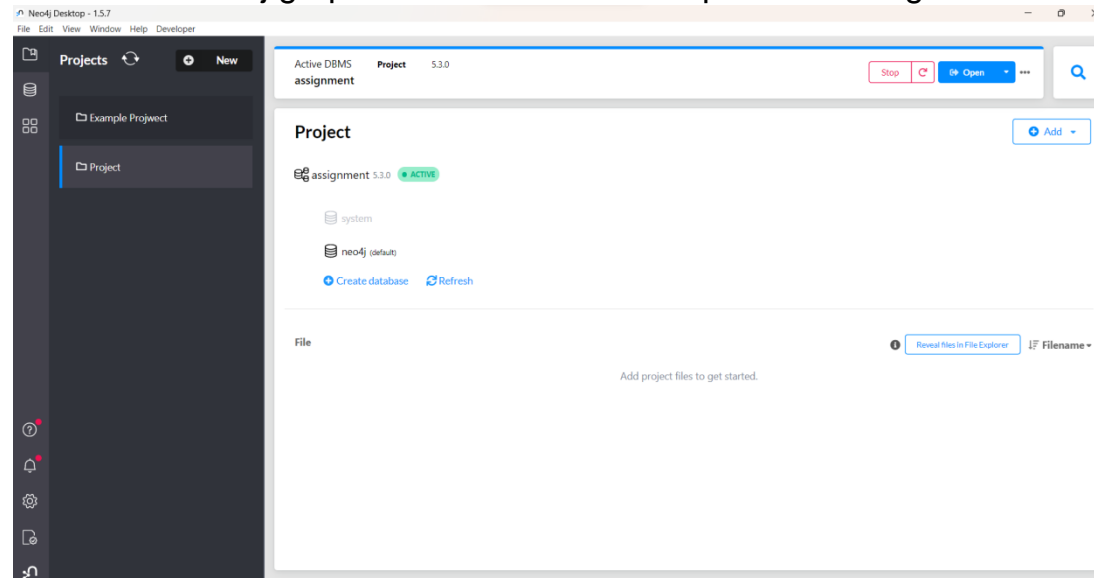 Neo4j Desktop - 1.5.7
File Edit View Window Help Developer
Projects New
Example Projwect
Project
Active DBMS Project 5.3.0
assignment
Stop Open
Project
Add
assignment 5.3.0 ACTIVE
system
neo4j (default)
Create database Refresh
File
Reveal files in File Explorer Filename
Add project files to get started.